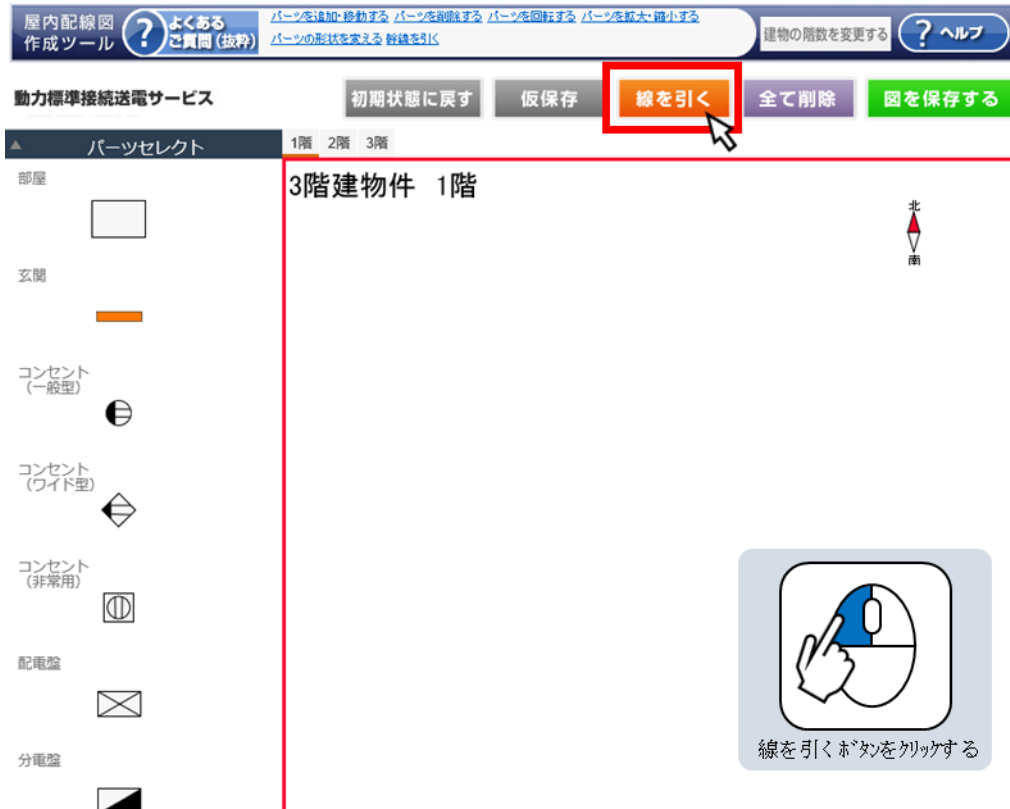 屋内配線図
作成ツール
?
よくある
ご質問(抜粋)
パーツを追加・移動する パーツを削除する パーツを回転する パーツを拡大・縮小する
パーツの形状を変える 幹線を引く
建物の階数を変更する
? ヘルプ
動力標準接続送電サービス
初期状態に戻す
仮保存
線を引く
全て削除
図を保存する
パーツセレクト
1階 2階 3階
3階建物件 1階
北
南
部屋
玄関
コンセント
(一般型)
コンセント
(ワイド型)
コンセント
(非常用)
配電盤
分電盤
線を引くボタンをクリックする